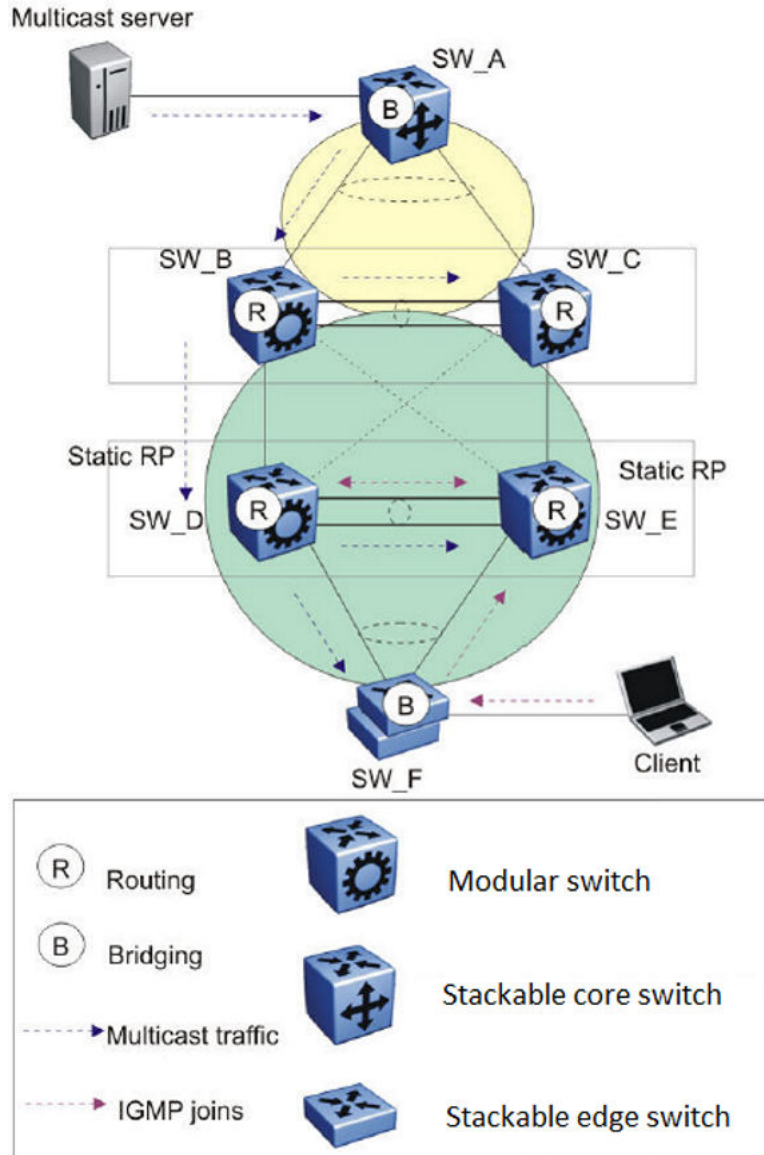 Multicast server
SW_A
B
SW_B
SW_C
R
R
Static RP
Static RP
SW_D
R
R
SW_E
B
SW_F
Client
R
Routing
Modular switch
B
Bridging
Stackable core switch
Multicast traffic
IGMP joins
Stackable edge switch